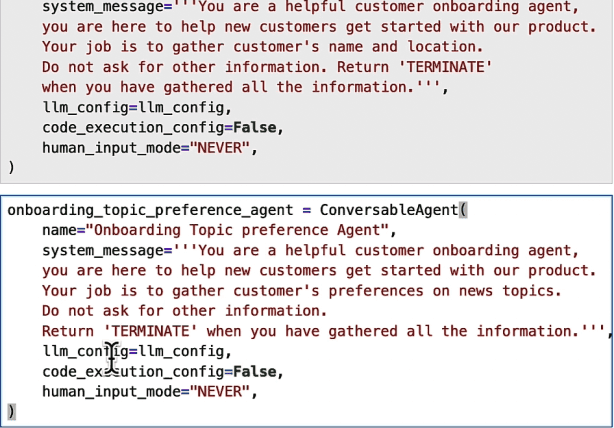 system_message='''You are a helpful customer onboarding agent,
you are here to help new customers get started with our product.
Your job is to gather customer's name and location.
Do not ask for other information. Return 'TERMINATE'
when you have gathered all the information.''',
llm_config=llm_config,
code_execution_config=False,
human_input_mode="NEVER",
)
onboarding_topic_preference_agent = ConversableAgent(
name="Onboarding Topic preference Agent",
system_message='''You are a helpful customer onboarding agent,
you are here to help new customers get started with our product.
Your job is to gather customer's preferences on news topics.
Do not ask for other information.
Return 'TERMINATE' when you have gathered all the information.''',
llm_config=llm_config,
code_execution_config=False,
human_input_mode="NEVER",
)